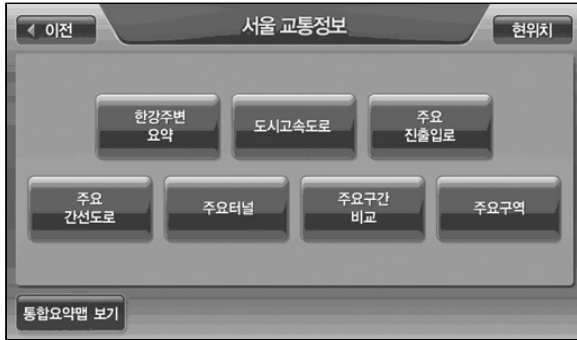 이전
서울 교통정보
현위치
한강주변
요약
도시고속도로
주요
진출입로
주요
간선도로
주요터널
주요구간
비교
주요구역
통합요약맵 보기